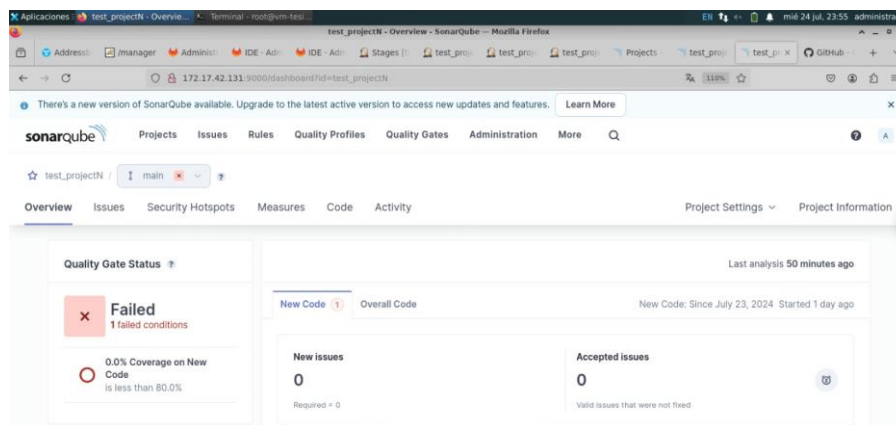 Aplicaciones
test_projectN - Overvie...
Terminal - root@vm-tesi...
EN
mié 24 jul, 23:55
administra
test_projectN - Overview - SonarQube — Mozilla Firefox
/manager
IDE - Adm
IDE - Adm
test_proje
test_proje
test_proje
Projects
test_proje
GitHub -
172.17.42.131:9000/dashboard?id=test_projectN
110%
There's a new version of SonarQube available. Upgrade to the latest active version to access new updates and features.
Learn More
sonarqube
Projects
Issues
Rules
Quality Profiles
Quality Gates
Administration
More
A
test_projectN /
main
Overview
Issues
Security Hotspots
Measures
Code
Activity
Project Settings
Project Information
Quality Gate Status
Last analysis 50 minutes ago
Failed
1 failed conditions
New Code 1
Overall Code
New Code: Since July 23, 2024
Started 1 day ago
0.0% Coverage on New
Code
is less than 80.0%
New issues
0
Required = 0
Accepted issues
0
Valid issues that were not fixed